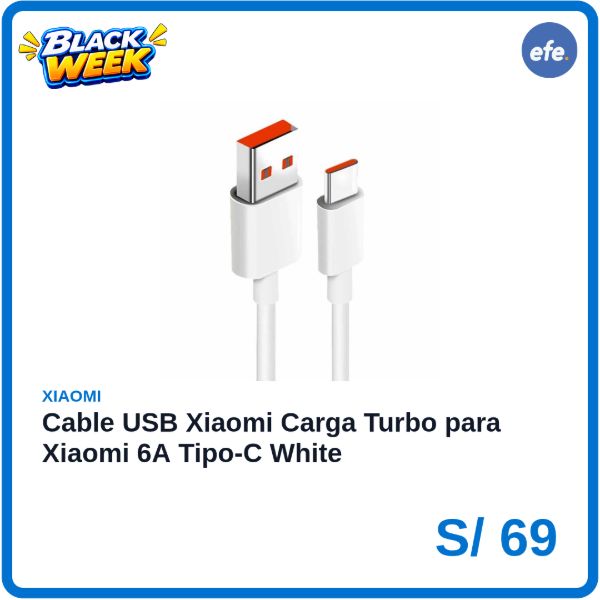 BLACK
WEEK
efe.
XIAOMI
Cable USB Xiaomi Carga Turbo para
Xiaomi 6A Tipo-C White
S/ 69